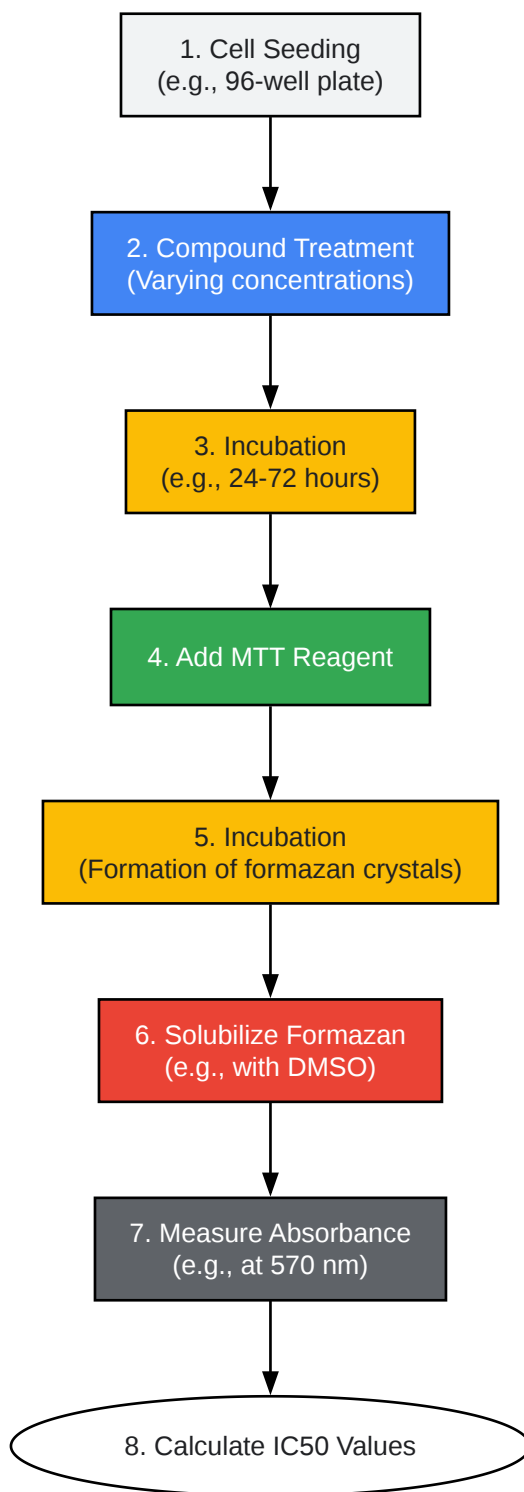 1. Cell Seeding
(e.g., 96-well plate)
2. Compound Treatment
(Varying concentrations)
3. Incubation
(e.g., 24-72 hours)
4. Add MTT Reagent
5. Incubation
(Formation of formazan crystals)
6. Solubilize Formazan
(e.g., with DMSO)
7. Measure Absorbance
(e.g., at 570 nm)
8. Calculate IC50 Values